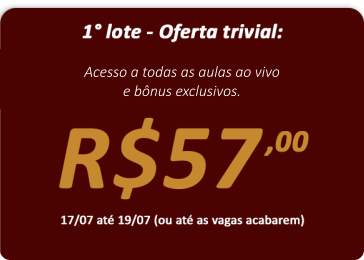 1° lote - Oferta trivial:
Acesso a todas as aulas ao vivo
e bônus exclusivos.
R$57,00
17/07 até 19/07 (ou até as vagas acabarem)